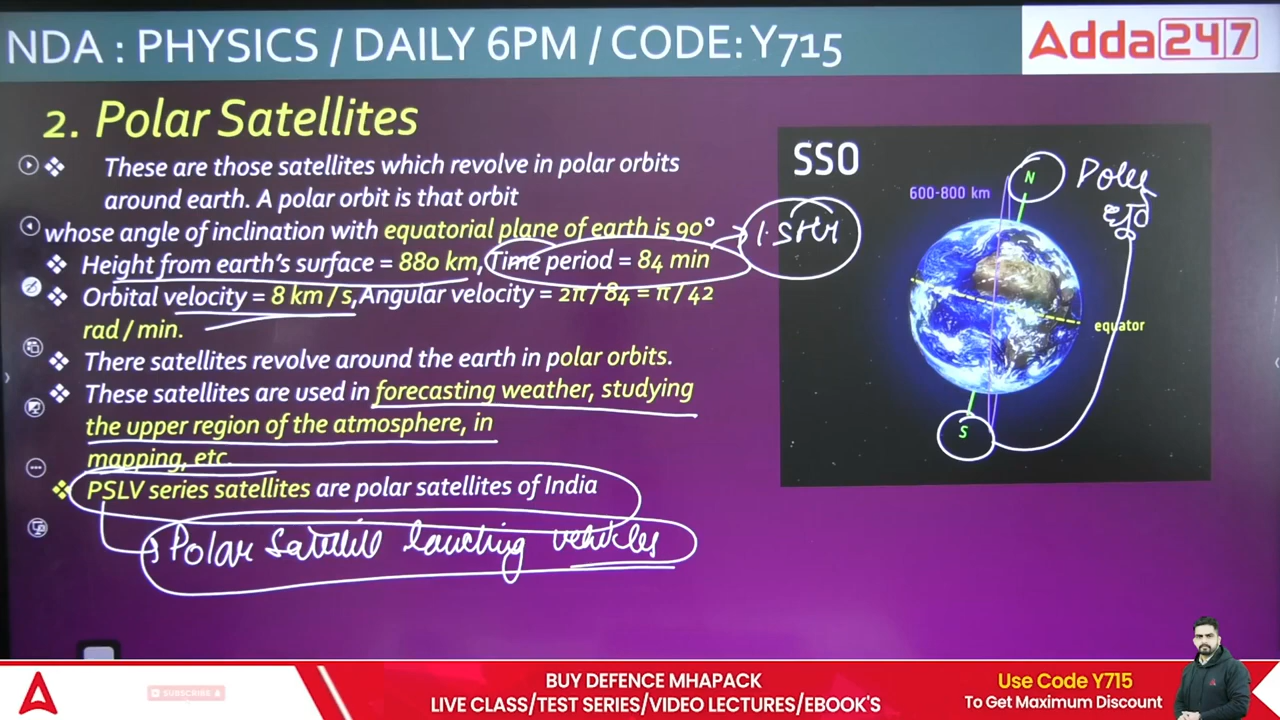 NDA : PHYSICS / DAILY 6PM / CODE: Y715
Adda247
2. Polar Satellites
❖ These are those satellites which revolve in polar orbits
around earth. A polar orbit is that orbit
whose angle of inclination with equatorial plane of earth is 90°
❖ Height from earth's surface = 880 km, Time period = 84 min
❖ Orbital velocity = 8 km / s, Angular velocity = 2π / 84 = π / 42
rad / min.
❖ There satellites revolve around the earth in polar orbits.
❖ These satellites are used in forecasting weather, studying
the upper region of the atmosphere, in
mapping, etc.
❖ PSLV series satellites are polar satellites of India
Polar Satellite
vehicles
SSO
600-800 km
N
equator
S
SUBSCRIBE
BUY DEFENCE MHAPACK
LIVE CLASS/TEST SERIES/VIDEO LECTURES/EBOOK'S
Use Code Y715
To Get Maximum Discount